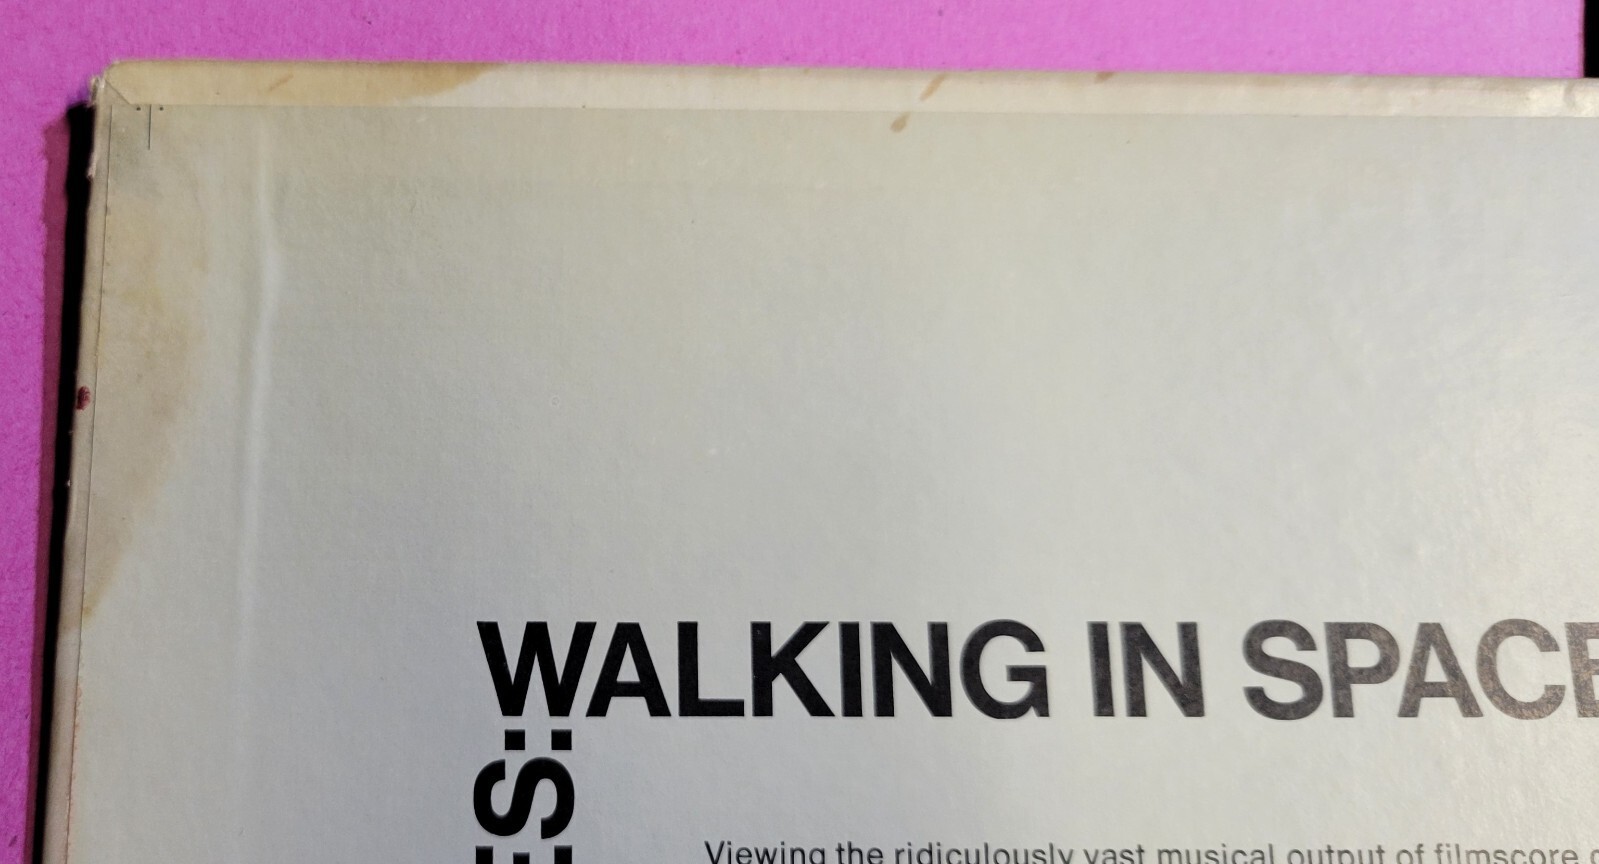 WALKING IN SPACE
ES:
Viewing the ridiculously vast musical output of filmscore